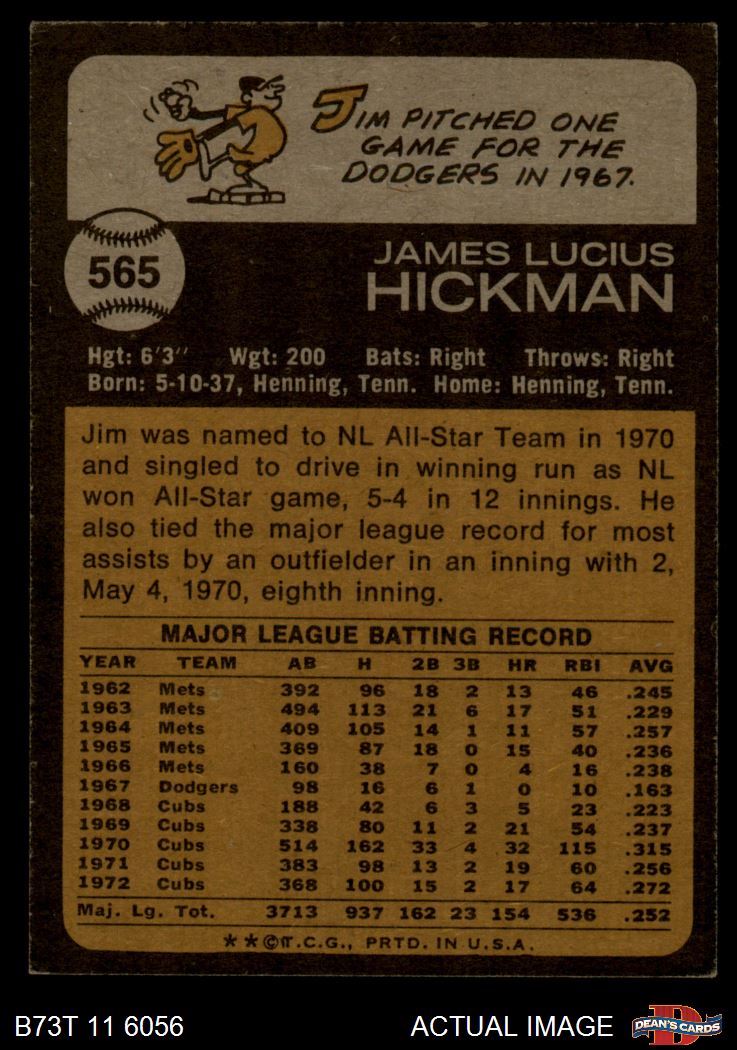 JIM PITCHED ONE
GAME FOR THE
DODGERS IN 1967.
565
JAMES LUCIUS
HICKMAN
Hgt: 6'3" Wgt: 200 Bats: Right Throws: Right
Born: 5-10-37, Henning, Tenn. Home: Henning, Tenn.
Jim was named to NL All-Star Team in 1970
and singled to drive in winning run as NL
won All-Star game, 5-4 in 12 innings. He
also tied the major league record for most
assists by an outfielder in an inning with 2,
May 4, 1970, eighth inning.
MAJOR LEAGUE BATTING RECORD
YEAR TEAM AB H 2B 3B HR RBI AVG
1962 Mets 392 96 18 2 13 46 .245
1963 Mets 494 113 21 6 17 51 .229
1964 Mets 409 105 14 1 11 57 .257
1965 Mets 369 87 18 0 15 40 .236
1966 Mets 160 38 7 0 4 16 .238
1967 Dodgers 98 16 6 1 0 10 .163
1968 Cubs 188 42 6 3 5 23 .223
1969 Cubs 338 80 11 2 21 54 .237
1970 Cubs 514 162 33 4 32 115 .315
1971 Cubs 383 98 13 2 19 60 .256
1972 Cubs 368 100 15 2 17 64 .272
Maj. Lg. Tot. 3713 937 162 23 154 536 .252
**©T.C.G., PRTD. IN U.S.A.
B73T 11 6056 ACTUAL IMAGE DEAN'S CARDS